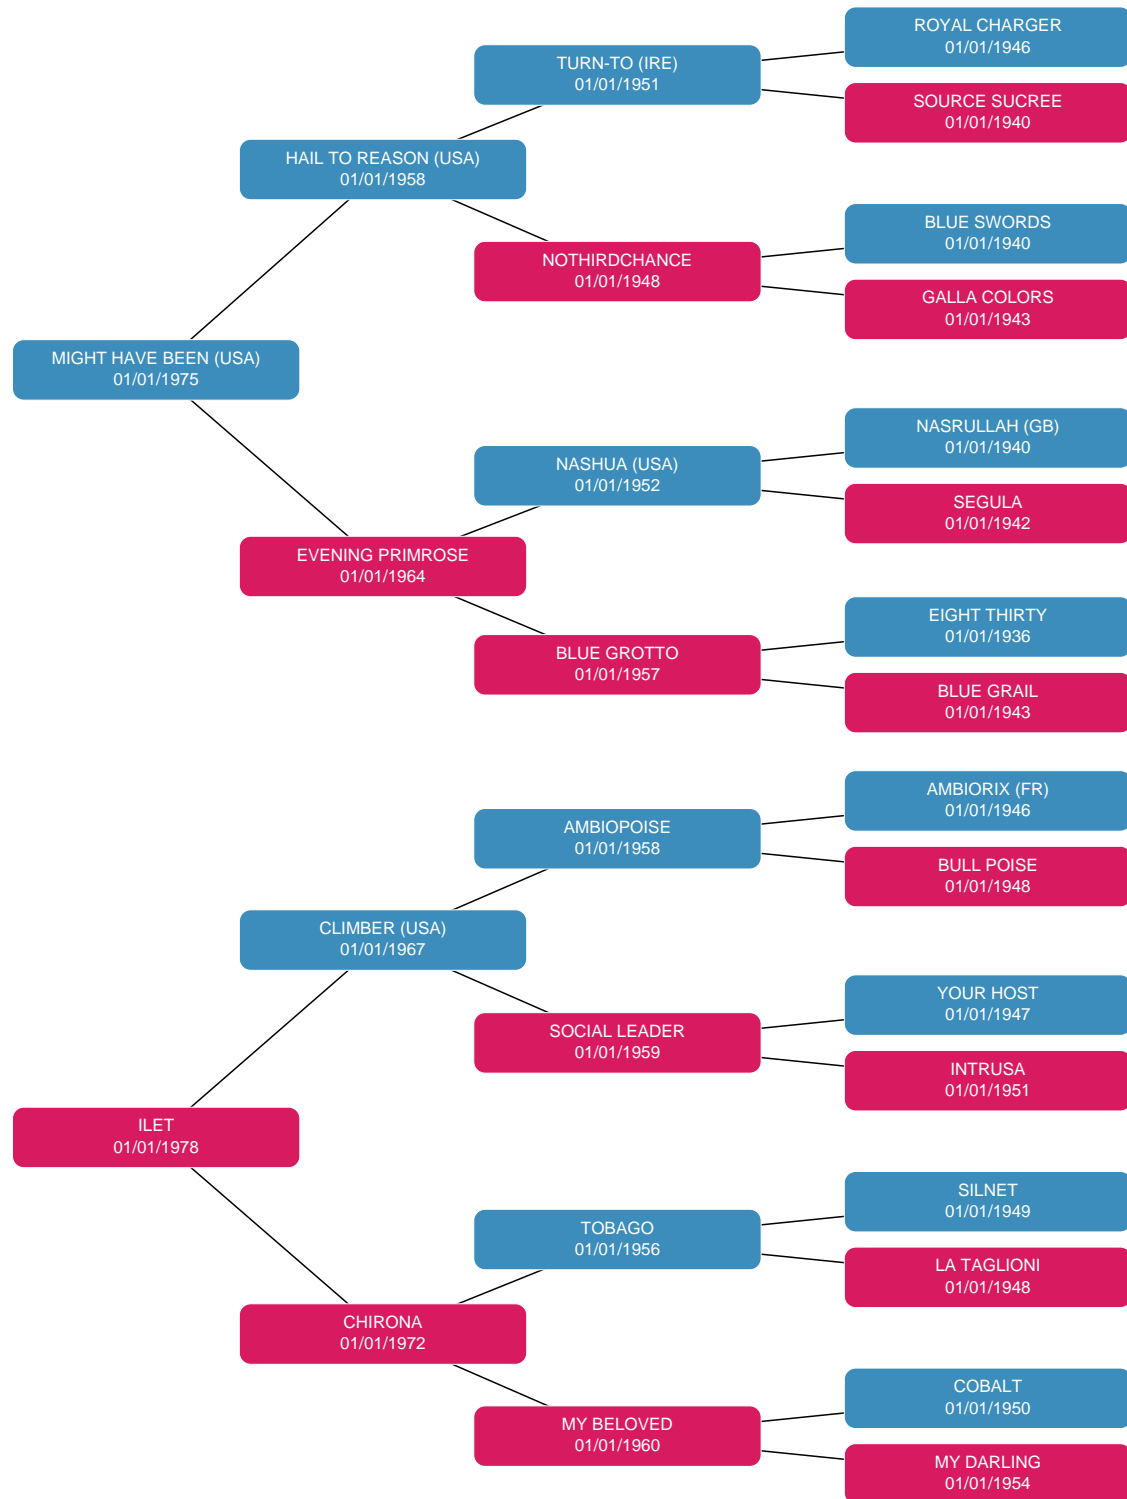 ROYAL CHARGER
01/01/1946
TURN-TO (IRE)
01/01/1951
SOURCE SUCREE
01/01/1940
HAIL TO REASON (USA)
01/01/1958
BLUE SWORDS
01/01/1940
NOTHIRDCHANCE
01/01/1948
GALLA COLORS
01/01/1943
MIGHT HAVE BEEN (USA)
01/01/1975
NASRULLAH (GB)
01/01/1940
NASHUA (USA)
01/01/1952
SEGULA
01/01/1942
EVENING PRIMROSE
01/01/1964
EIGHT THIRTY
01/01/1936
BLUE GROTTO
01/01/1957
BLUE GRAIL
01/01/1943
AMBIORIX (FR)
01/01/1946
AMBIOPOISE
01/01/1958
BULL POISE
01/01/1948
CLIMBER (USA)
01/01/1967
YOUR HOST
01/01/1947
SOCIAL LEADER
01/01/1959
INTRUSA
01/01/1951
ILET
01/01/1978
SILNET
01/01/1949
TOBAGO
01/01/1956
LA TAGLIONI
01/01/1948
CHIRONA
01/01/1972
COBALT
01/01/1950
MY BELOVED
01/01/1960
MY DARLING
01/01/1954